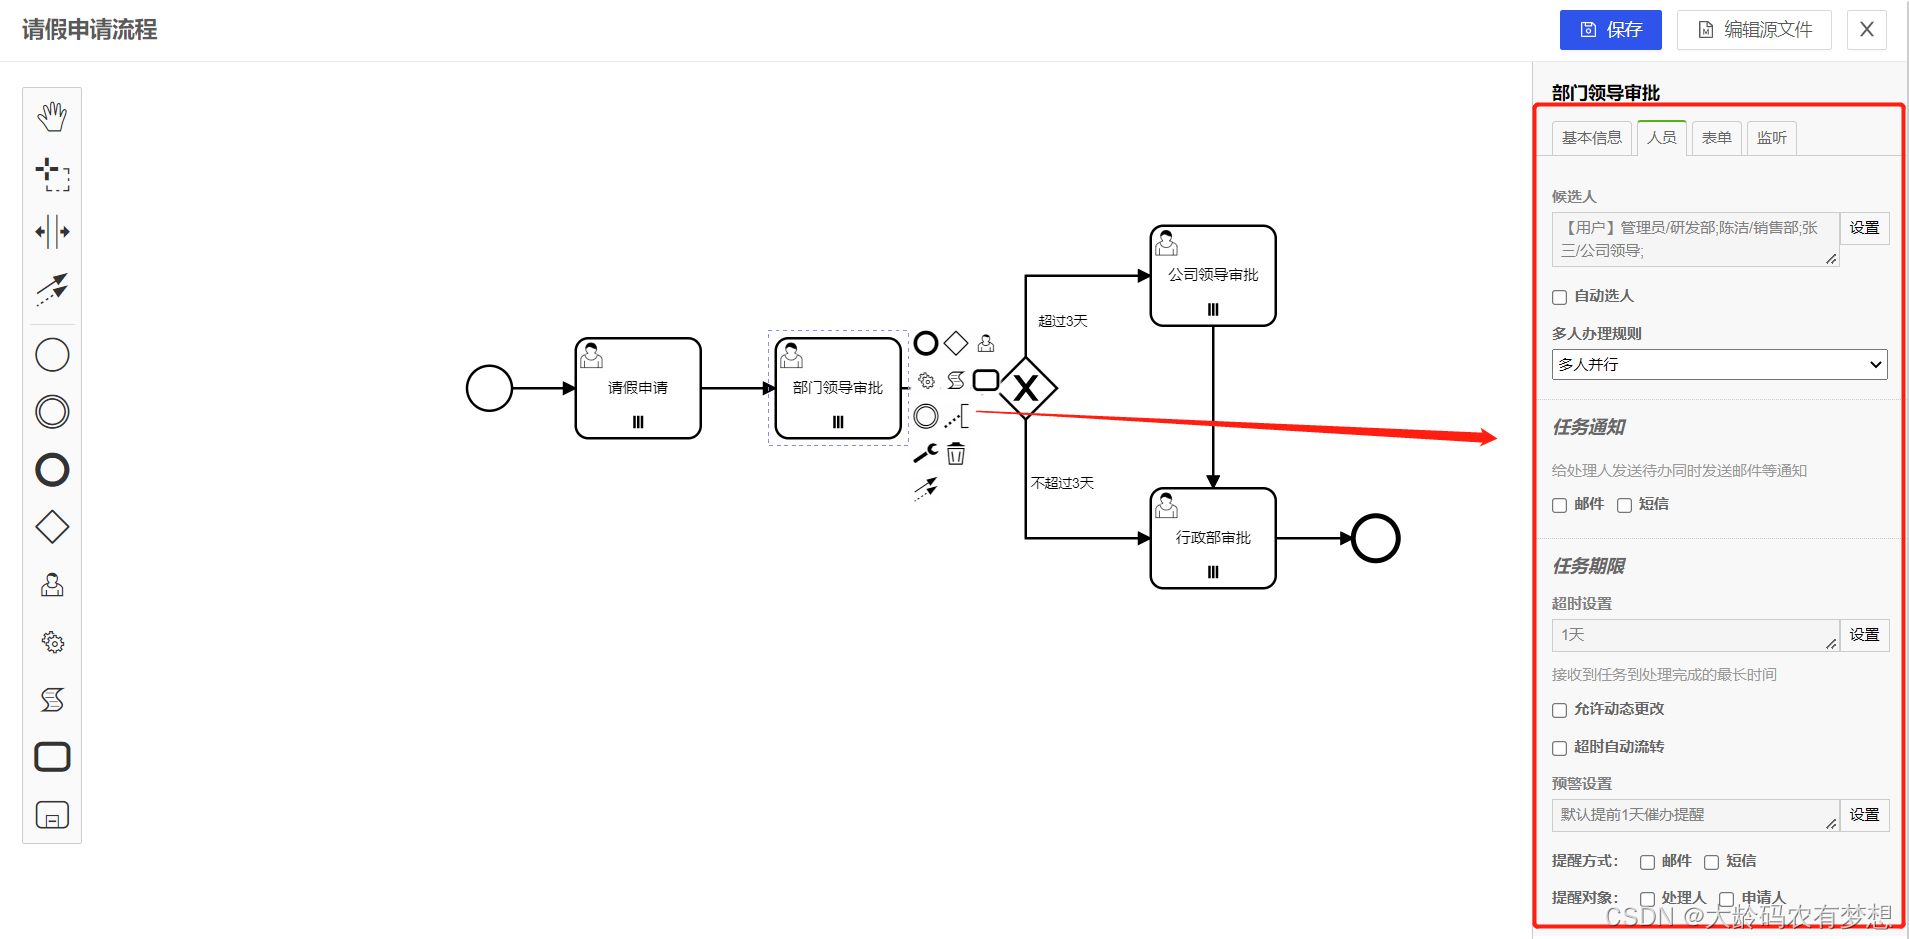 请假申请流程
保存
编辑源文件
X
部门领导审批
基本信息
人员
表单
监听
候选人
【用户】管理员/研发部;陈洁/销售部;张
三/公司领导;
设置
自动选人
多人办理规则
多人并行
任务通知
给处理人发送待办同时发送邮件等通知
邮件
短信
任务期限
超时设置
1天
设置
接收到任务到处理完成的最长时间
允许动态更改
超时自动流转
预警设置
默认提前1天催办提醒
设置
提醒方式:
邮件
短信
提醒对象:
处理人
申请人
请假申请
部门领导审批
超过3天
公司领导审批
不超过3天
行政部审批
CSDN @大龄码农有梦想